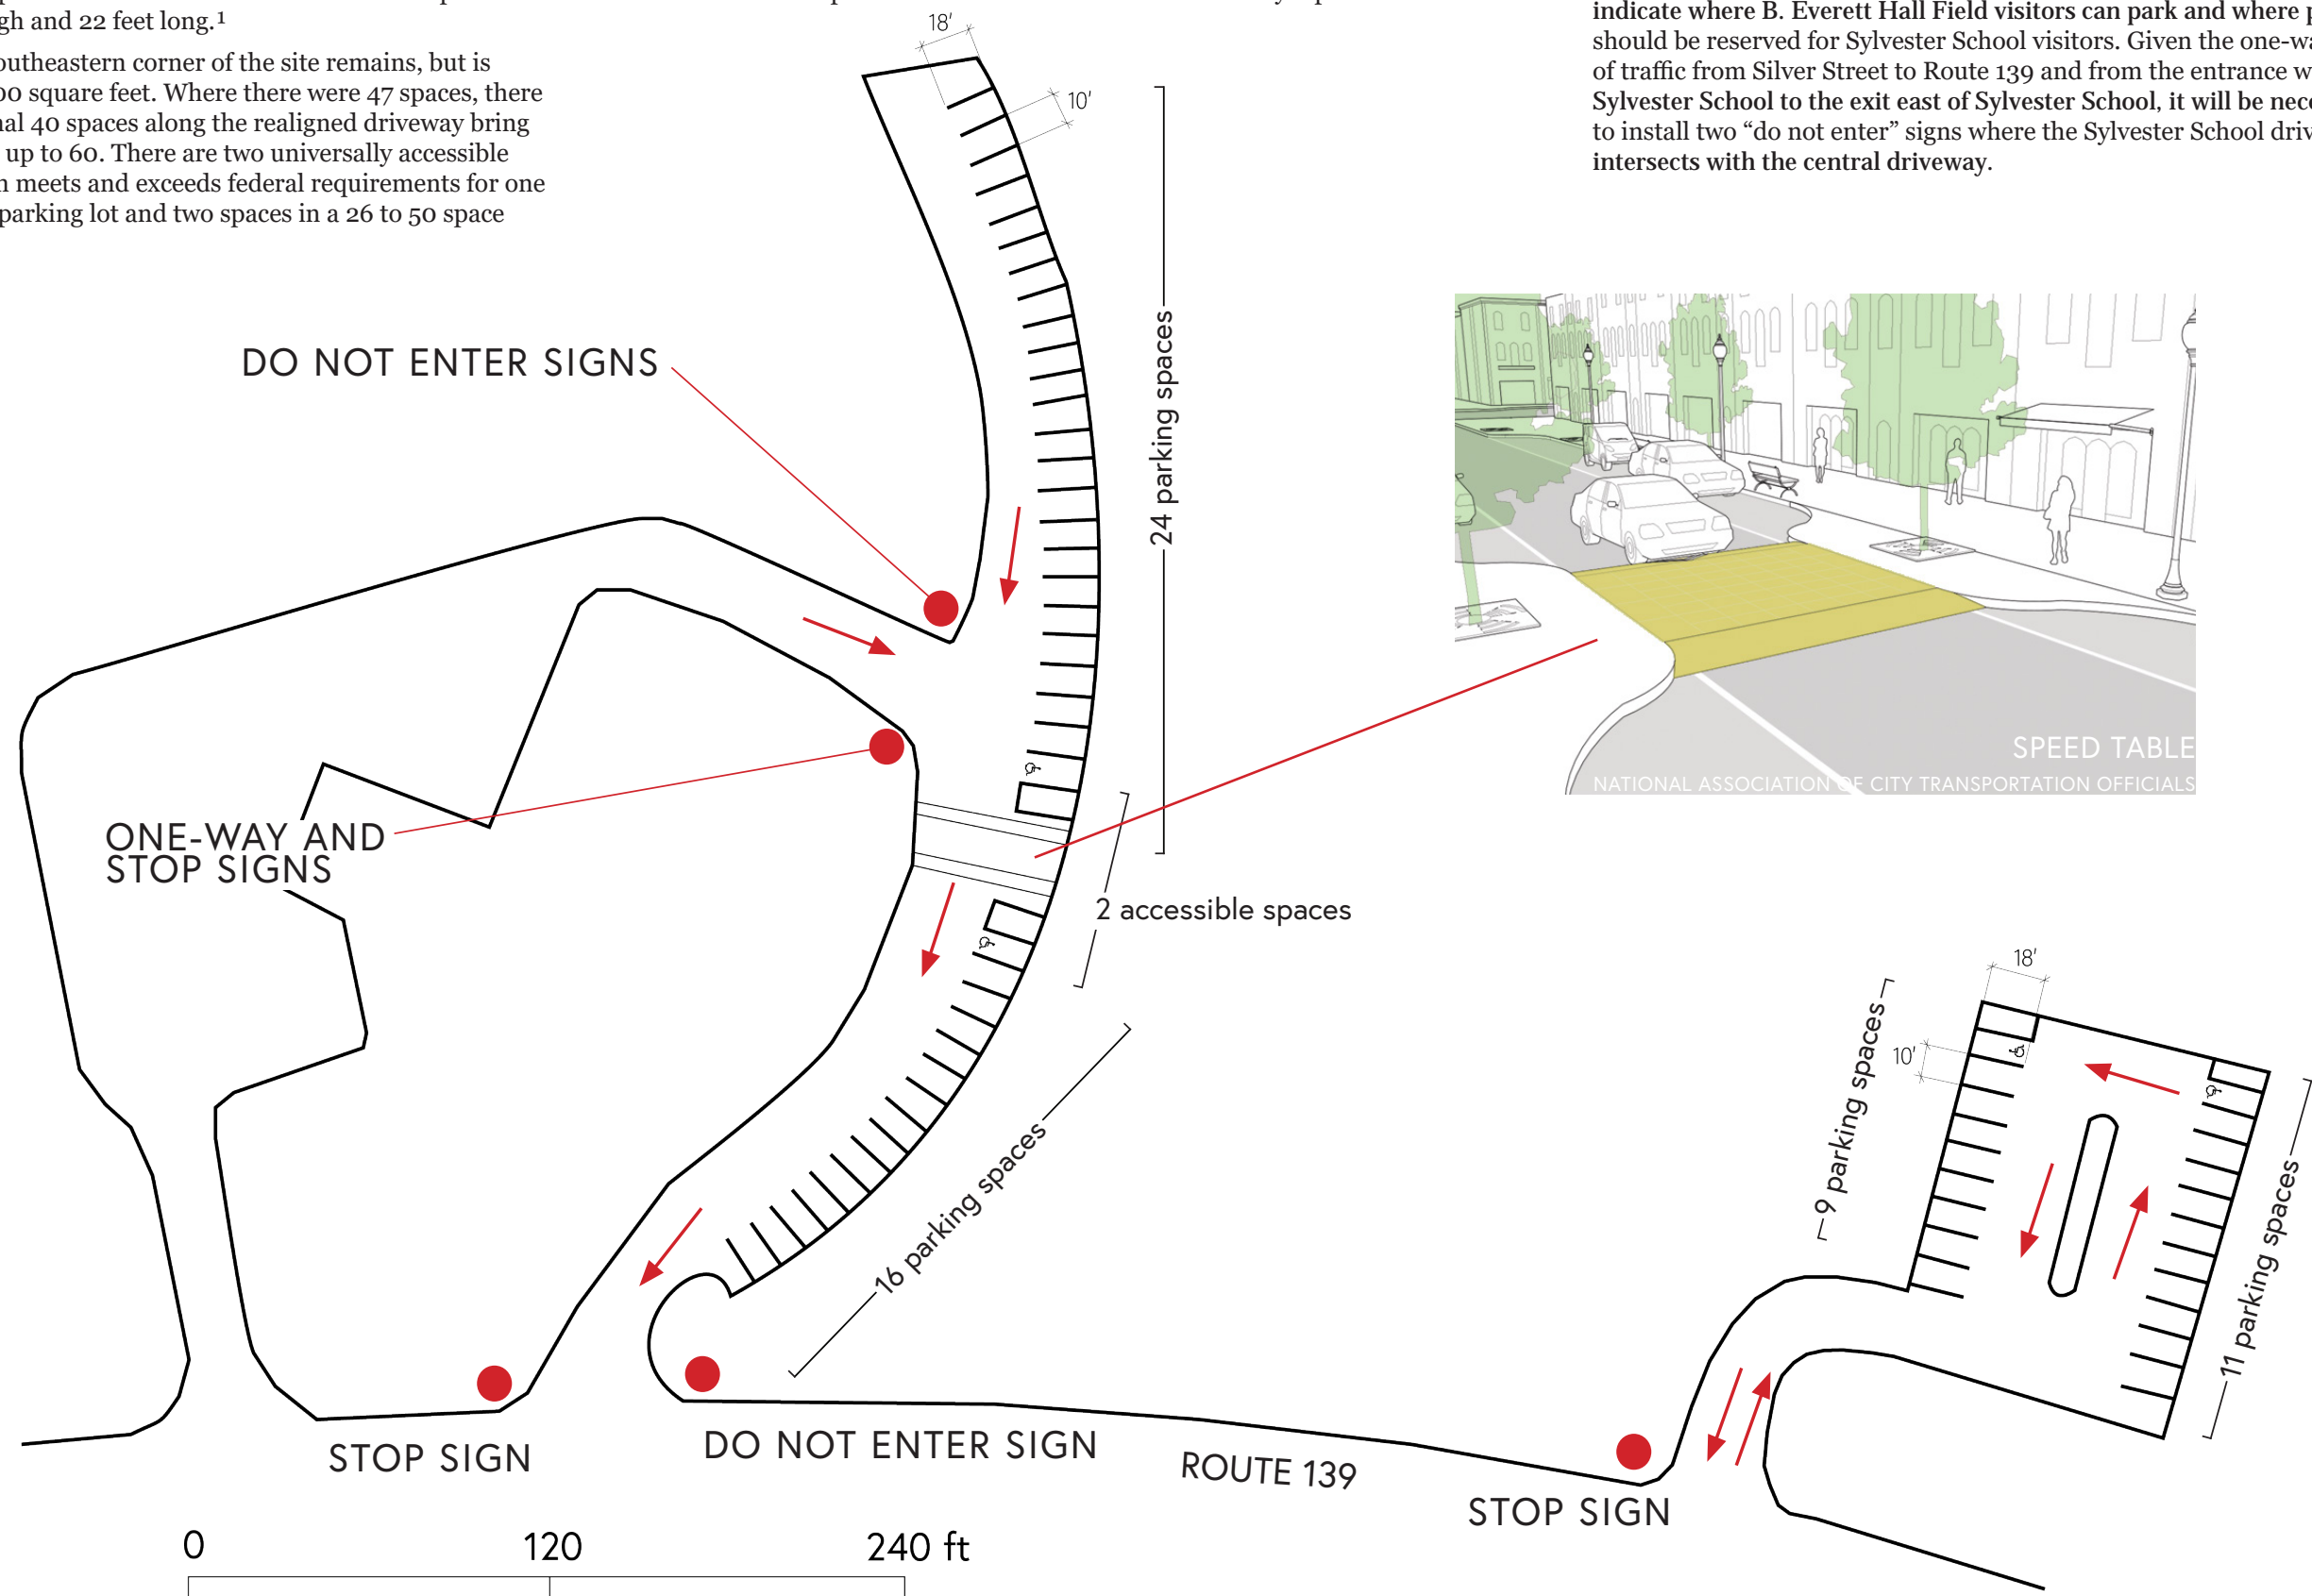 gh and 22 feet long.¹
outheastern corner of the site remains, but is
00 square feet. Where there were 47 spaces, there
nal 40 spaces along the realigned driveway bring
up to 60. There are two universally accessible
n meets and exceeds federal requirements for one
parking lot and two spaces in a 26 to 50 space
indicate where B. Everett Hall Field visitors can park and where p
should be reserved for Sylvester School visitors. Given the one-wa
of traffic from Silver Street to Route 139 and from the entrance w
Sylvester School to the exit east of Sylvester School, it will be nece
to install two “do not enter” signs where the Sylvester School driv
intersects with the central driveway.
18'
10'
24 parking spaces
DO NOT ENTER SIGNS
SPEED TABLE
NATIONAL ASSOCIATION OF CITY TRANSPORTATION OFFICIALS
ONE-WAY AND
STOP SIGNS
2 accessible spaces
16 parking spaces
18'
10'
9 parking spaces
11 parking spaces
STOP SIGN
DO NOT ENTER SIGN
ROUTE 139
STOP SIGN
0 120 240 ft